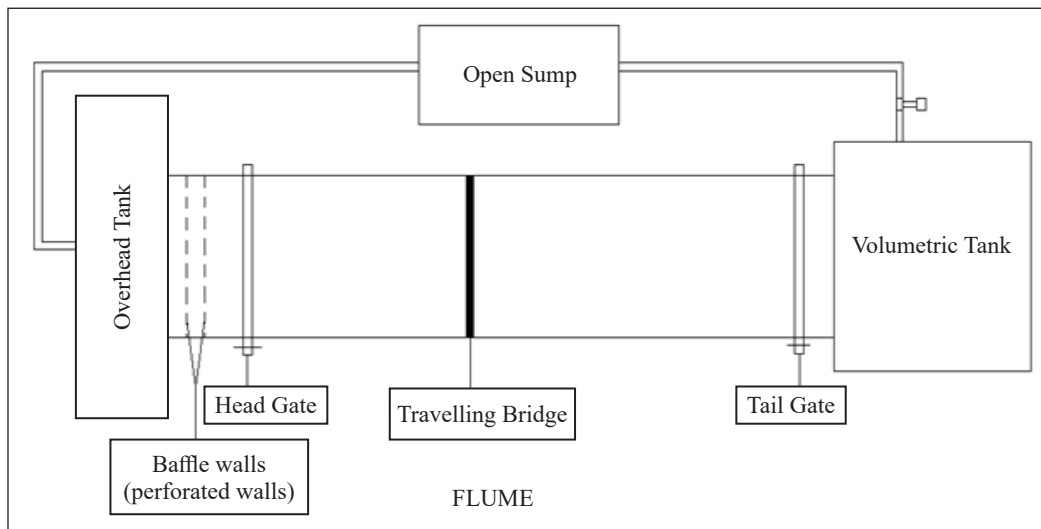 Open Sump
Overhead Tank
Volumetric Tank
Head Gate
Travelling Bridge
Tail Gate
Baffle walls
(perforated walls)
FLUME